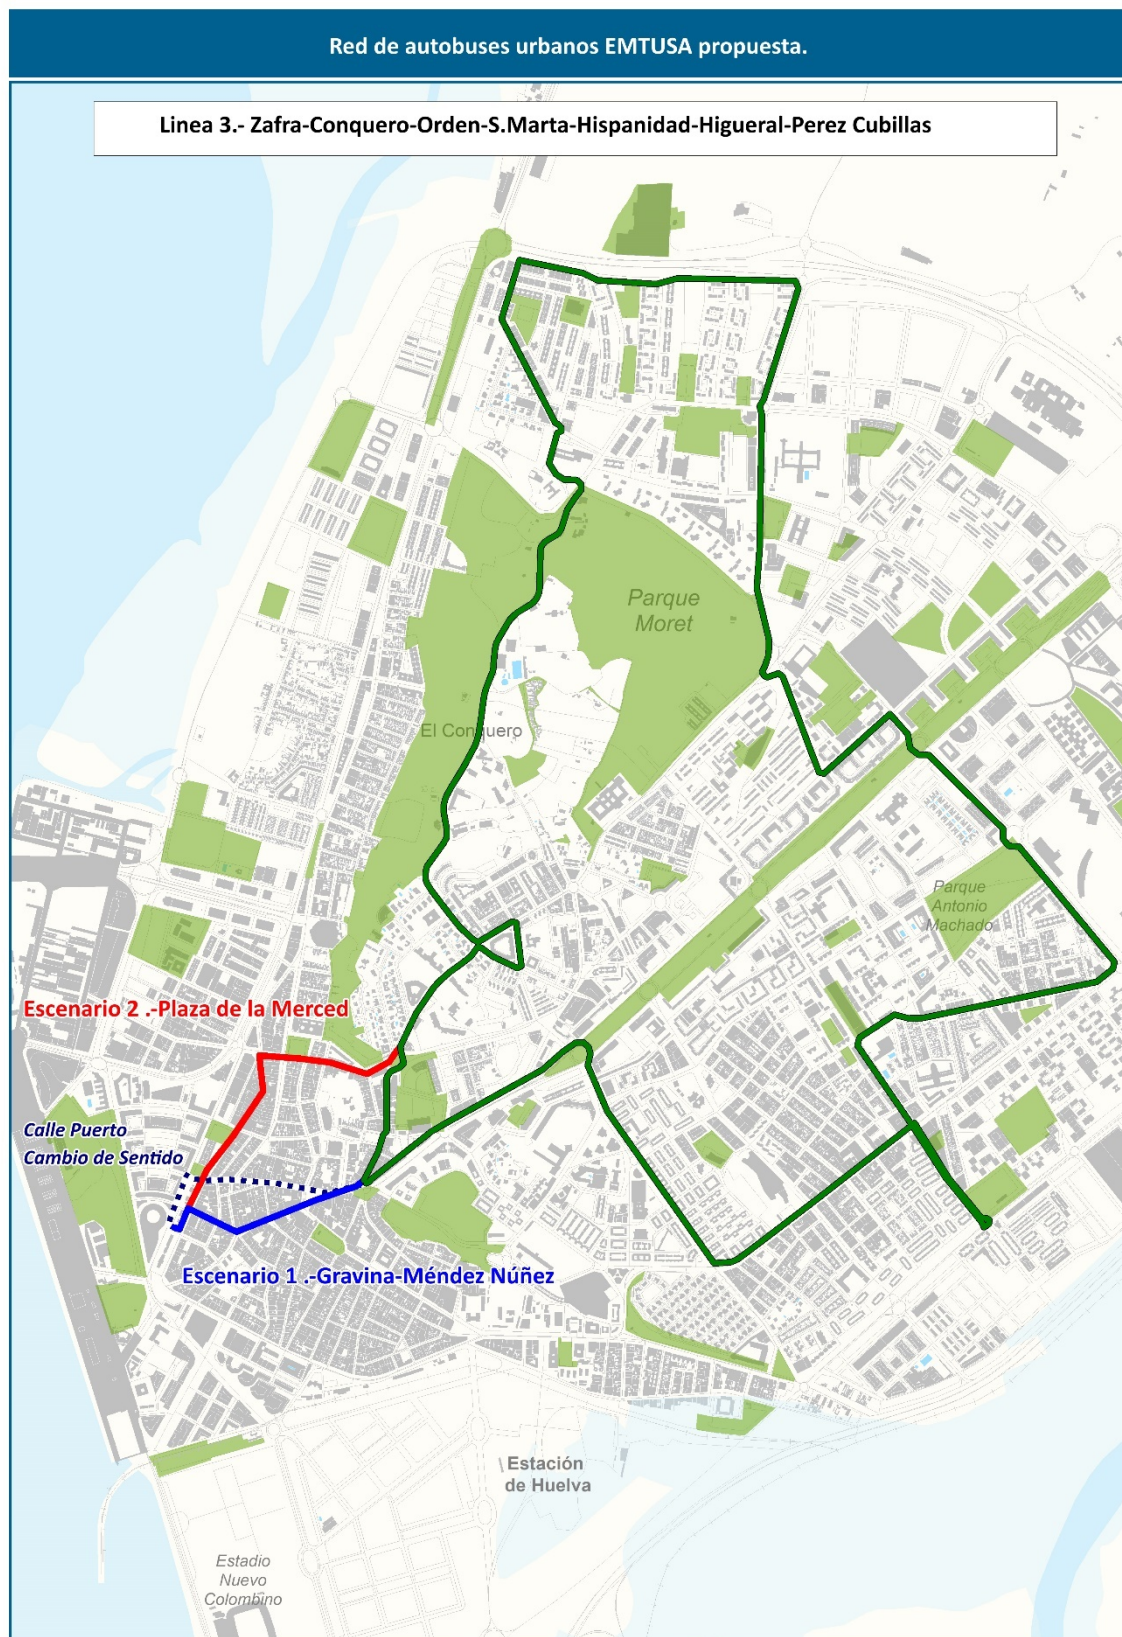 Red de autobuses urbanos EMTUSA propuesta.
Linea 3.- Zafra-Conquero-Orden-S.Marta-Hispanidad-Higueral-Perez Cubillas
Parque
Moret
El Conquero
Parque
Antonio
Machado
Escenario 2 .-Plaza de la Merced
Calle Puerto
Cambio de Sentido
Escenario 1 .-Gravina-Méndez Núñez
Estación
de Huelva
Estadio
Nuevo
Colombino